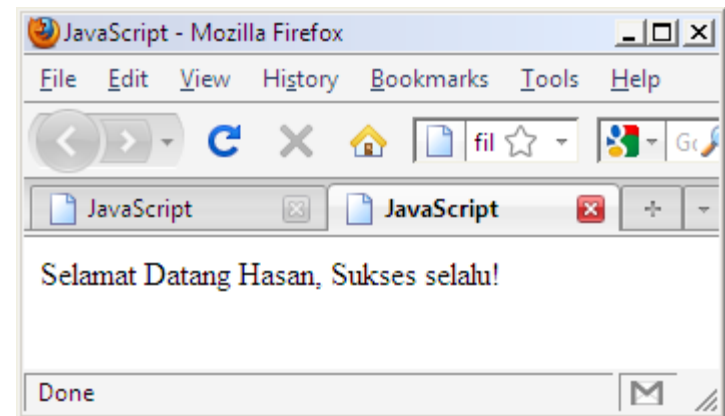 JavaScript - Mozilla Firefox
File Edit View History Bookmarks Tools Help
fil
JavaScript JavaScript
Selamat Datang Hasan, Sukses selalu!
Done